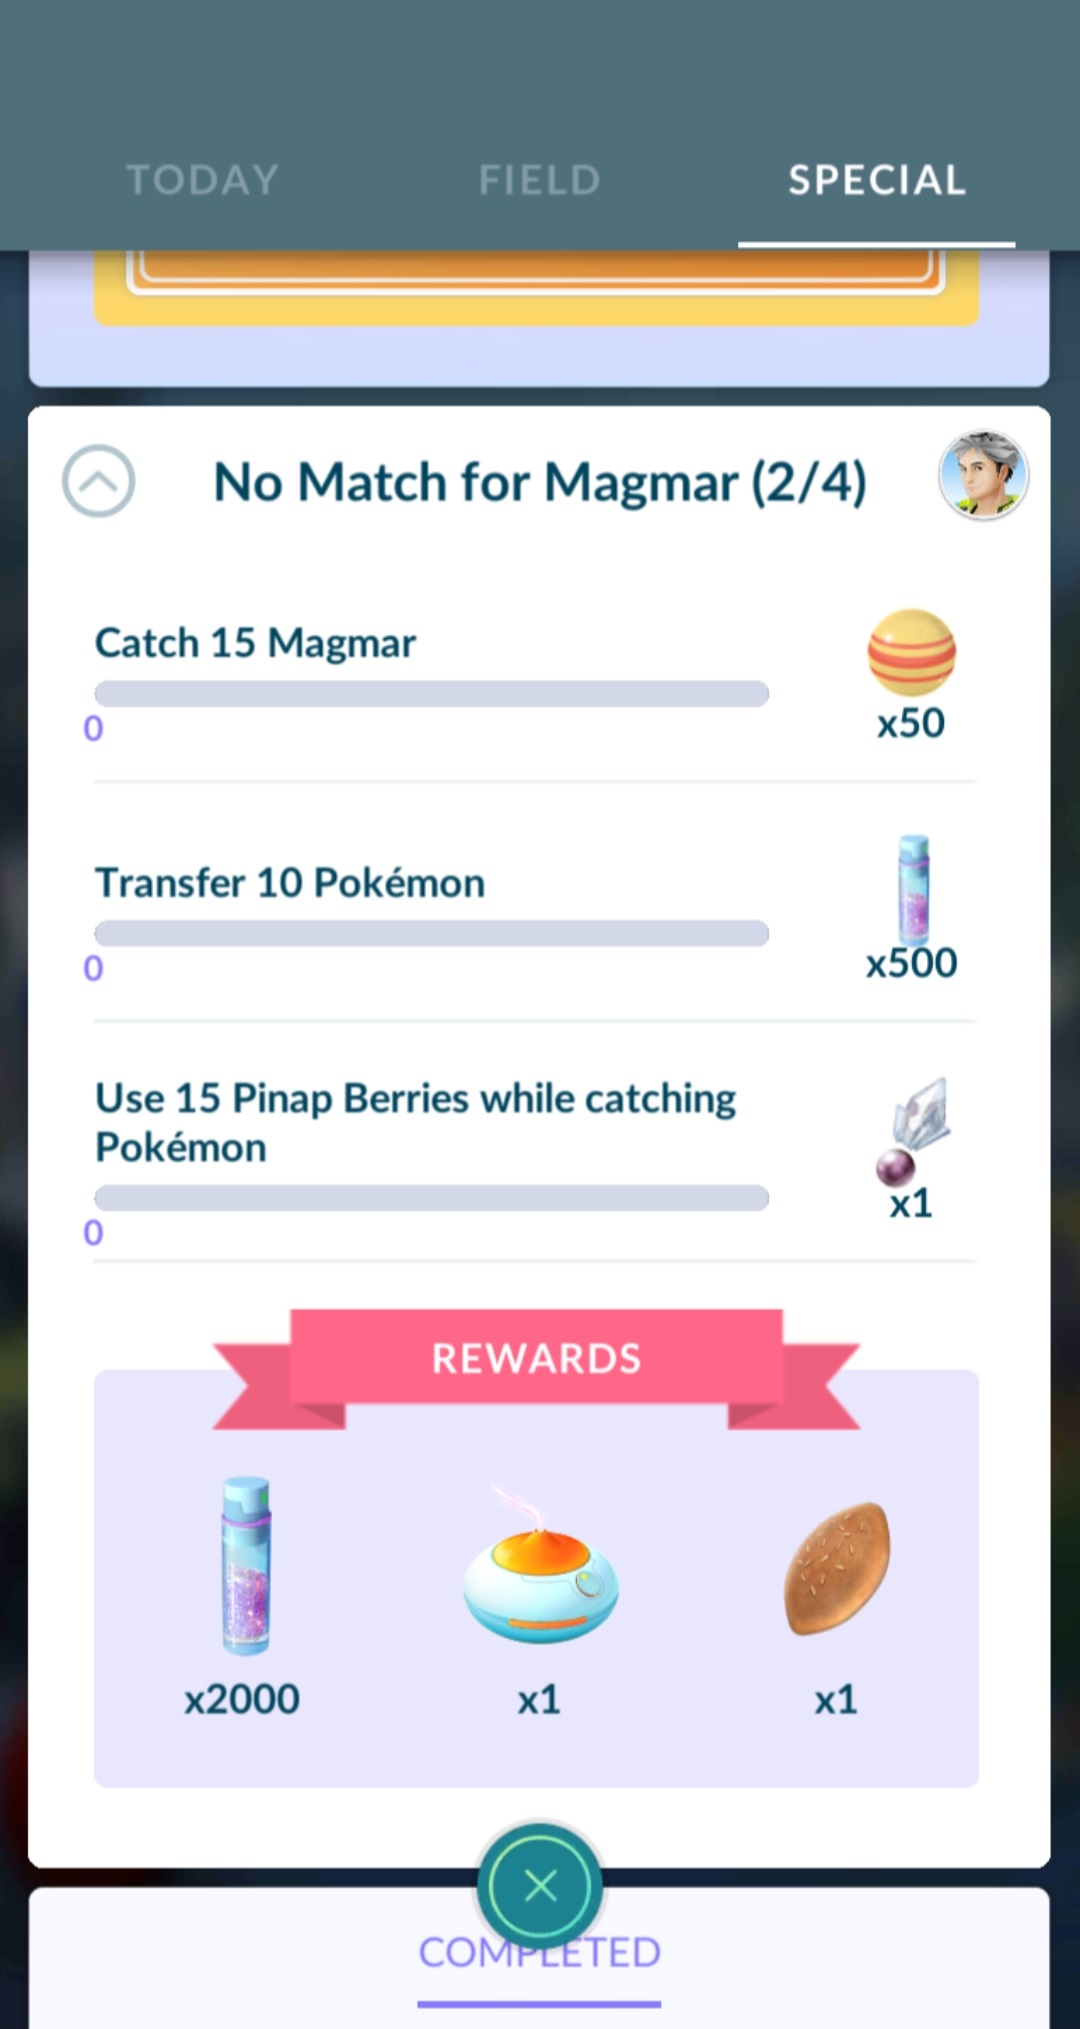 TODAY FIELD SPECIAL
No Match for Magmar (2/4)
Catch 15 Magmar
0
x50
Transfer 10 Pokémon
0
x500
Use 15 Pinap Berries while catching
Pokémon
0
x1
REWARDS
x2000 x1 x1
COMPLETED